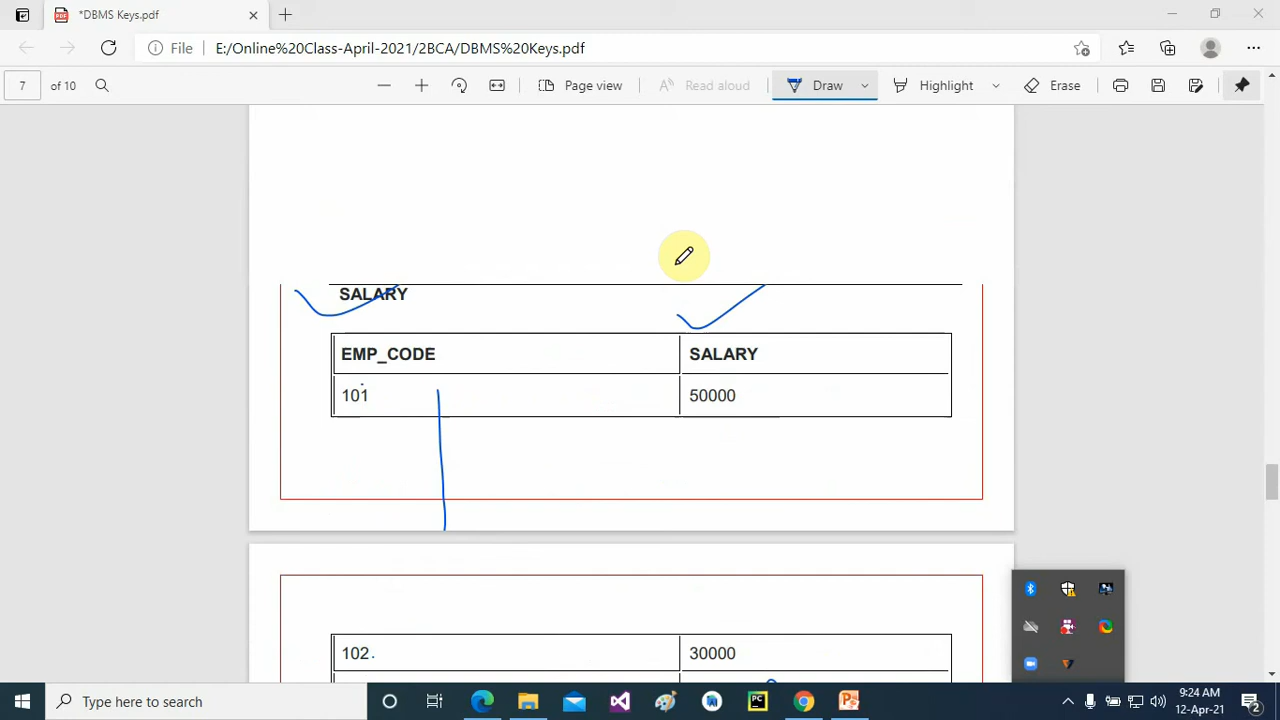 *DBMS Keys.pdf
File E:/Online%20Class-April-2021/2BCA/DBMS%20Keys.pdf
7 of 10 Page view Read aloud Draw Highlight Erase
SALARY
EMP_CODE SALARY
101 50000
102 30000
Type here to search
9:24 AM
12-Apr-21
2